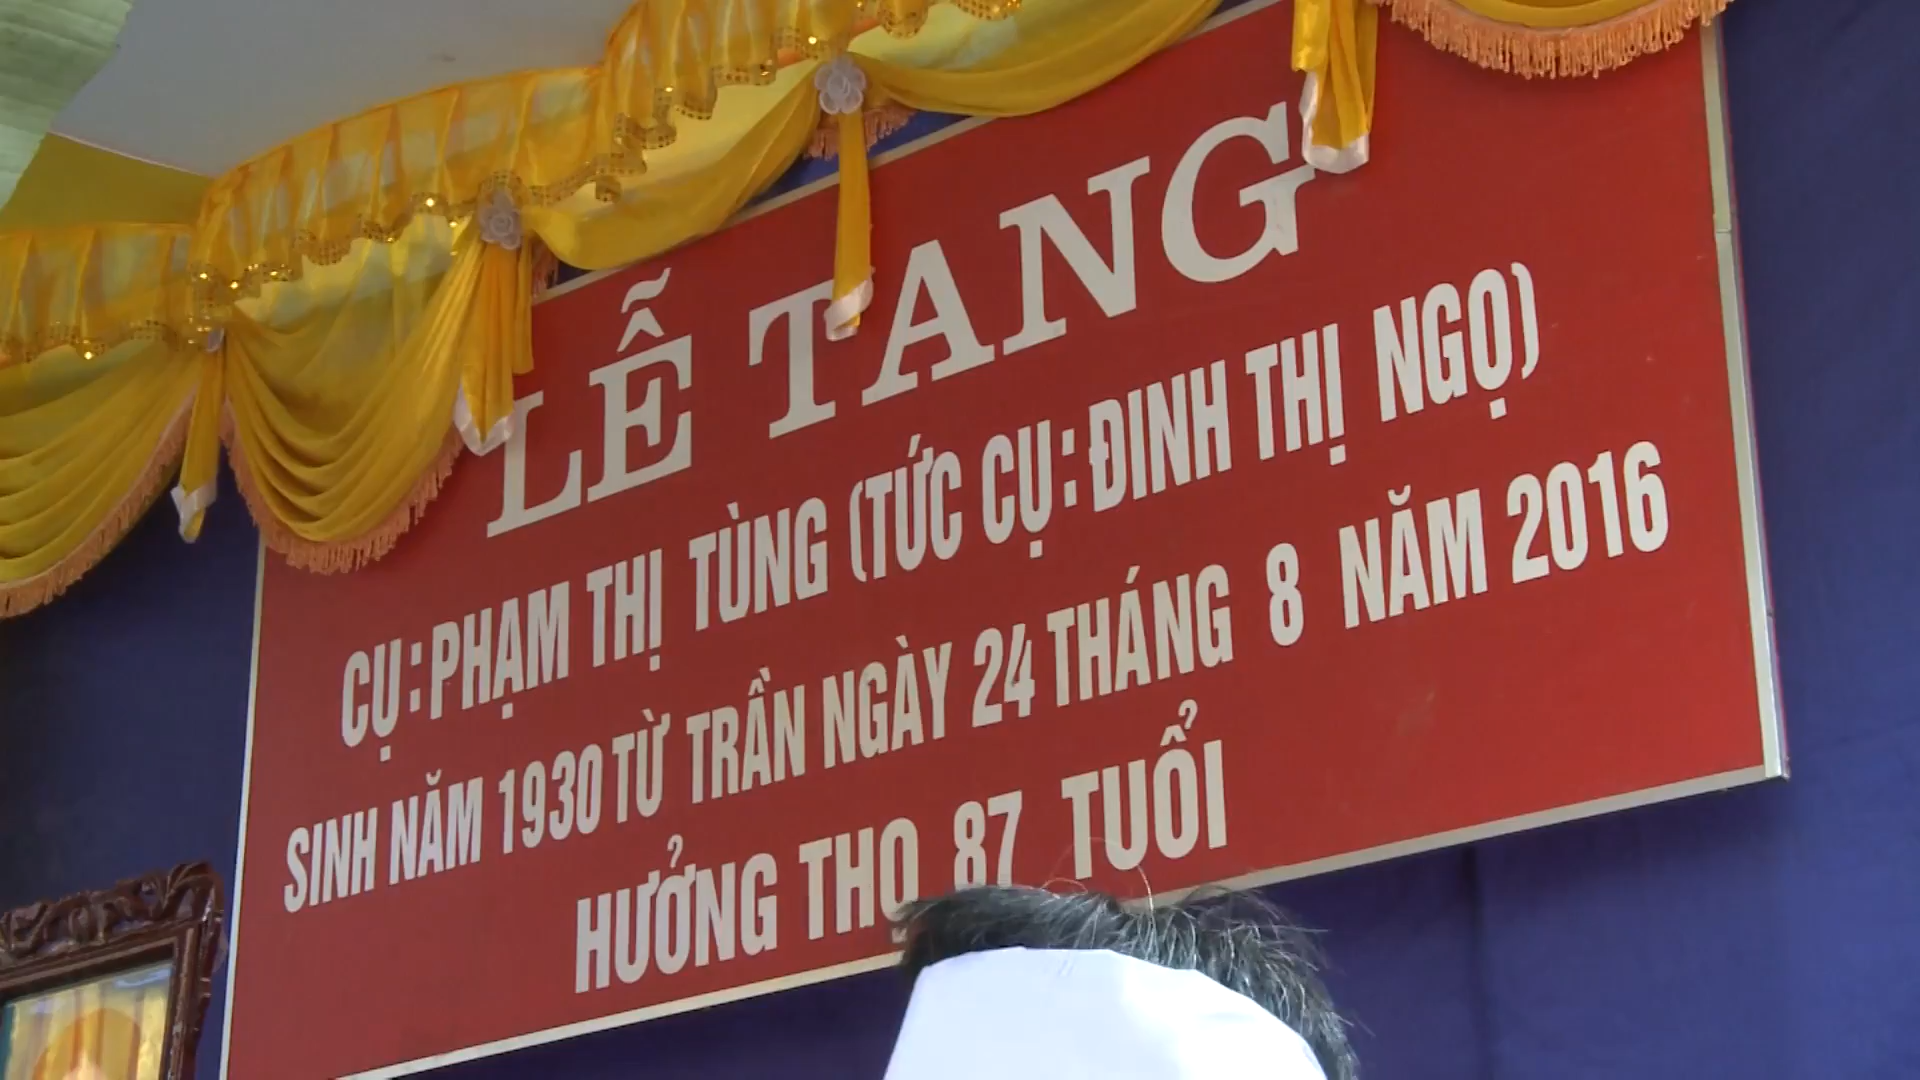 LỄ TANG
CỤ: PHẠM THỊ TÙNG (TỨC CỤ: ĐINH THỊ NGỌ)
SINH NĂM 1930 TỪ TRẦN NGÀY 24 THÁNG 8 NĂM 2016
HƯỞNG THỌ 87 TUỔI